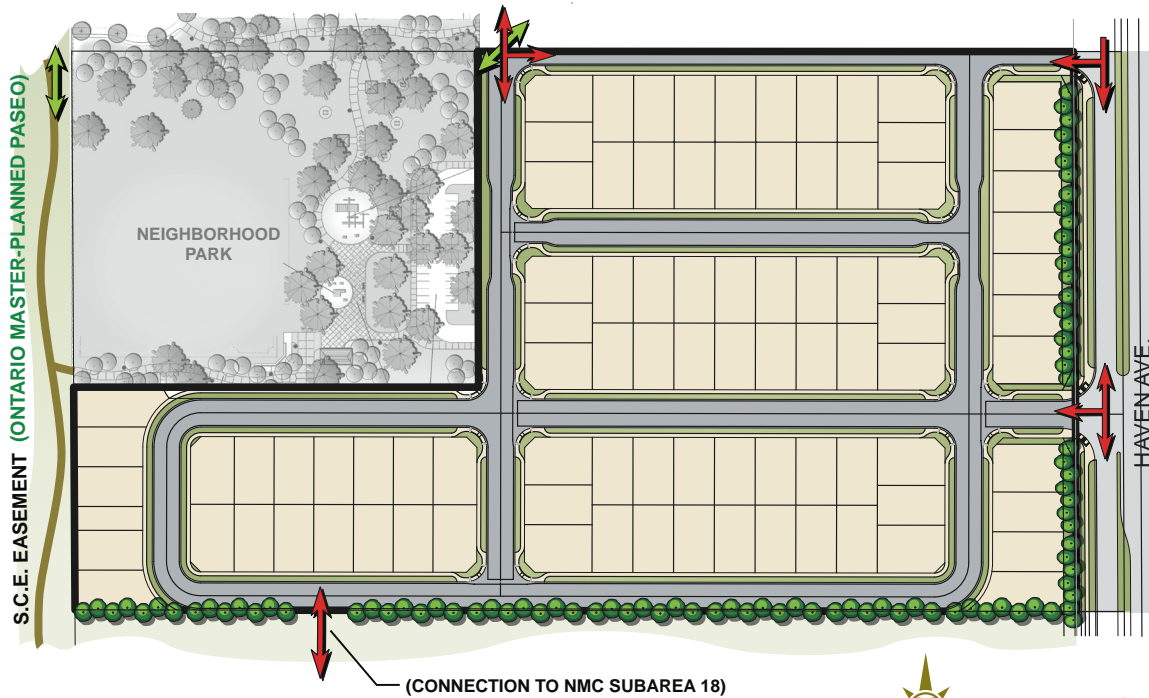 S.C.E. EASEMENT (ONTARIO MASTER-PLANNED PASEO)
NEIGHBORHOOD
PARK
HAVEN AVE.
(CONNECTION TO NMC SUBAREA 18)